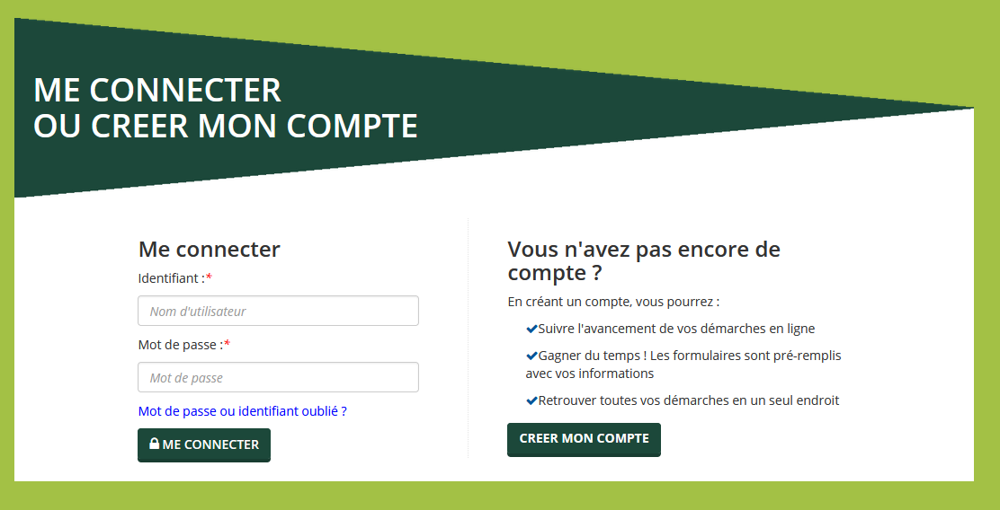 ME CONNECTER
OU CREER MON COMPTE
Me connecter
Identifiant :*
Nom d'utilisateur
Mot de passe :*
Mot de passe
Mot de passe ou identifiant oublié ?
ME CONNECTER
Vous n'avez pas encore de
compte ?
En créant un compte, vous pourrez :
Suivre l'avancement de vos démarches en ligne
Gagner du temps ! Les formulaires sont pré-remplis
avec vos informations
Retrouver toutes vos démarches en un seul endroit
CREER MON COMPTE